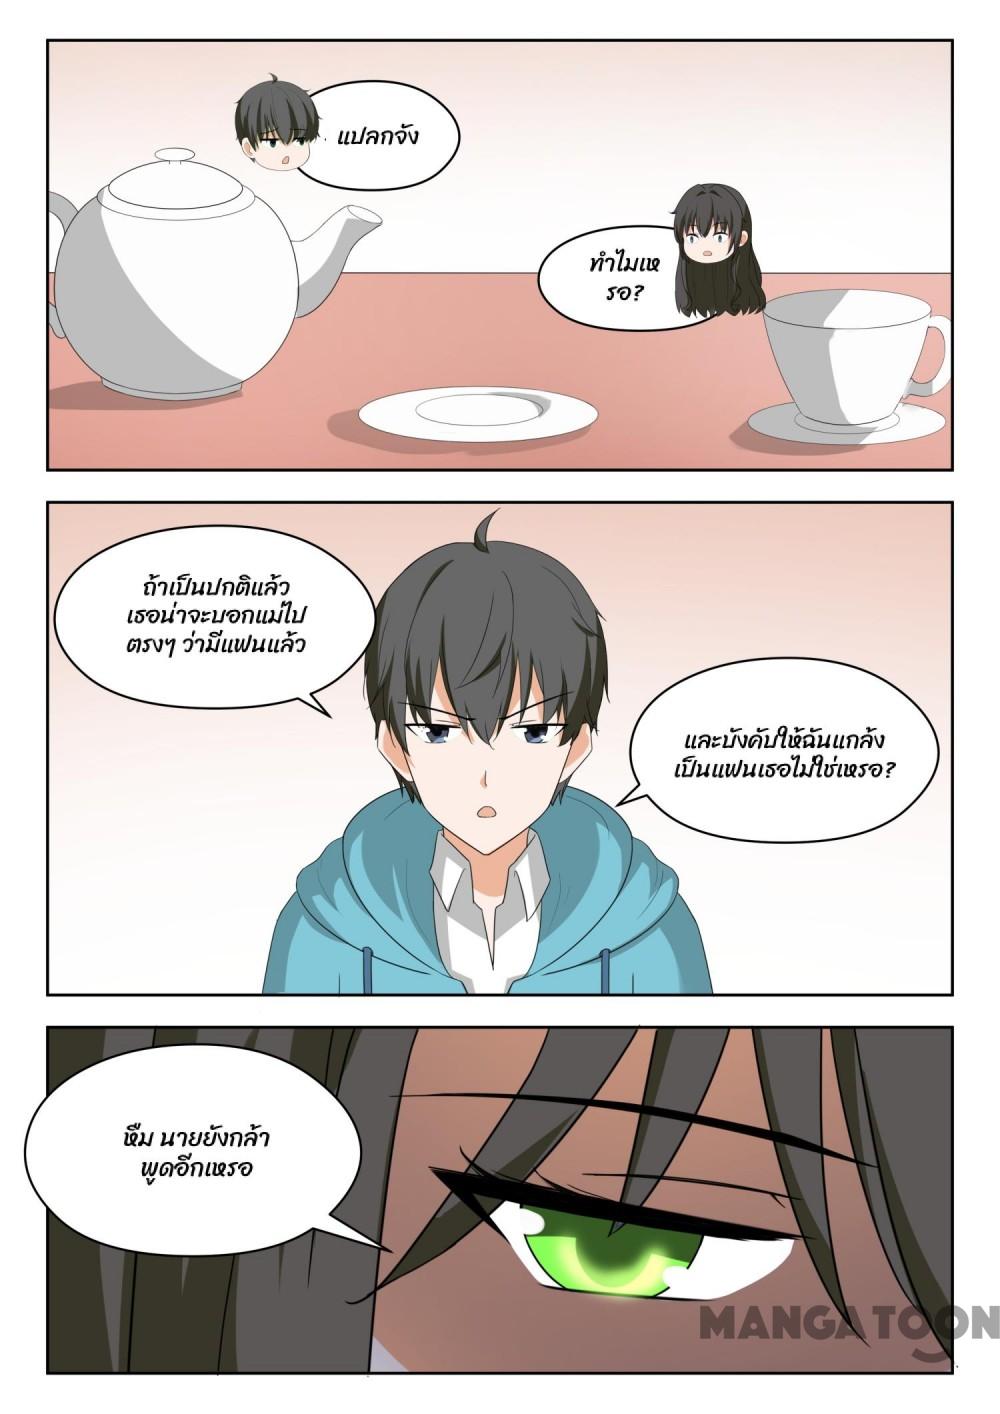 แปลกจัง
ทำไมเห
รอ?
ถ้าเป็นปกติแล้ว
เธอน่าจะบอกแม่ไป
ตรงๆ ว่ามีแฟนแล้ว
และบังคับให้ฉันแกล้ง
เป็นแฟนเธอไม่ใช่เหรอ?
หึม นายยังกล้า
พูดอีกเหรอ
MANGATOON